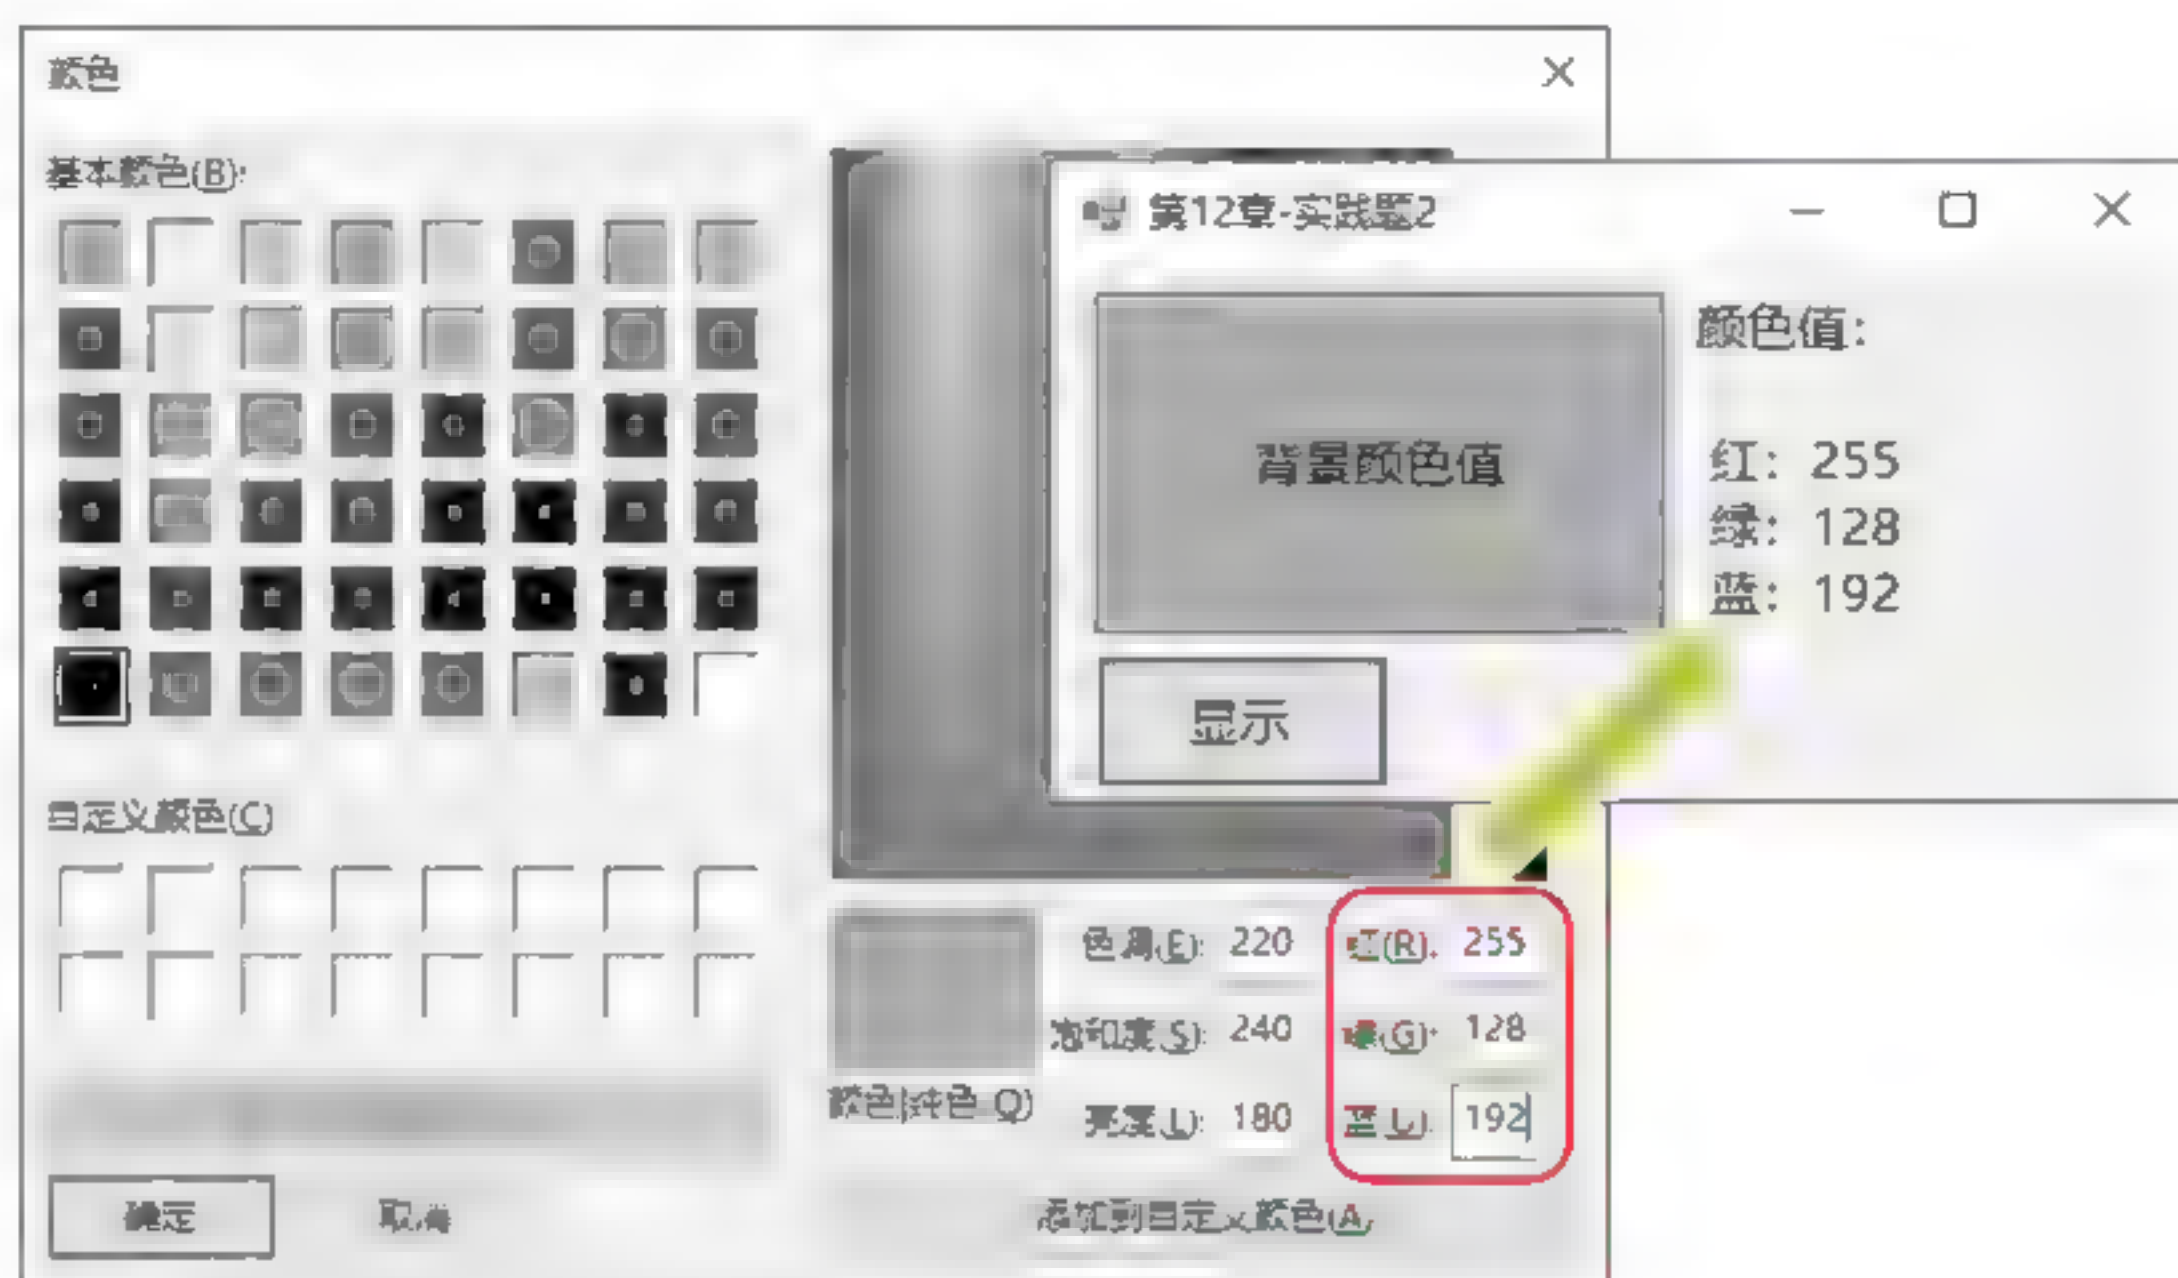 颜色
基本颜色(B):
第12章-实践题2
颜色值：
背景颜色值
红：255
绿：128
蓝：192
显示
自定义颜色(C)
色调(E): 220 红(R): 255
饱和度(S): 240 绿(G): 128
颜色|纯色(O)
亮度(L): 180 蓝(U): 192
确定 取消 添加到自定义颜色(A)